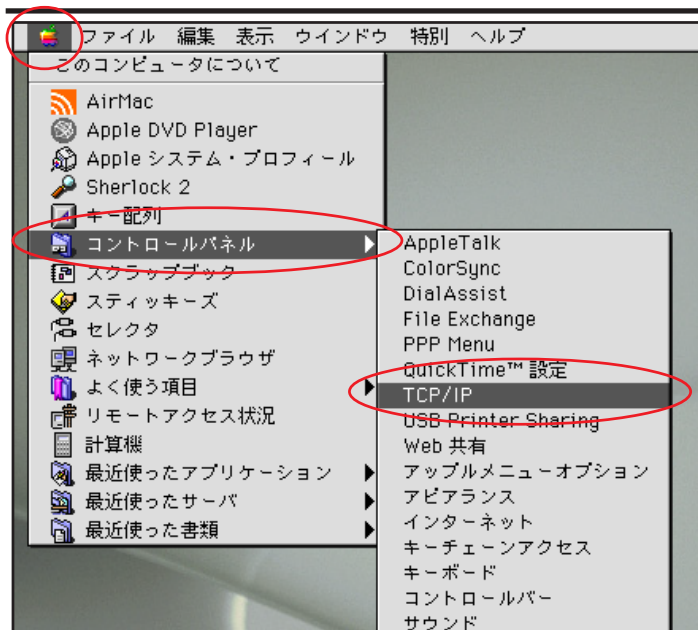 ファイル 編集 表示 ウインドウ 特別 ヘルプ
このコンピュータについて
AirMac
Apple DVD Player
Apple システム・プロフィール
Sherlock 2
キー配列
コントロールパネル
スクラップブック
スティッキーズ
セレクタ
ネットワークブラウザ
よく使う項目
リモートアクセス状況
計算機
最近使ったアプリケーション
最近使ったサーバ
最近使った書類
AppleTalk
ColorSync
DialAssist
File Exchange
PPP Menu
QuickTime™ 設定
TCP/IP
USB Printer Sharing
Web 共有
アップルメニューオプション
アピアランス
インターネット
キーチェーンアクセス
キーボード
コントロールバー
サウンド